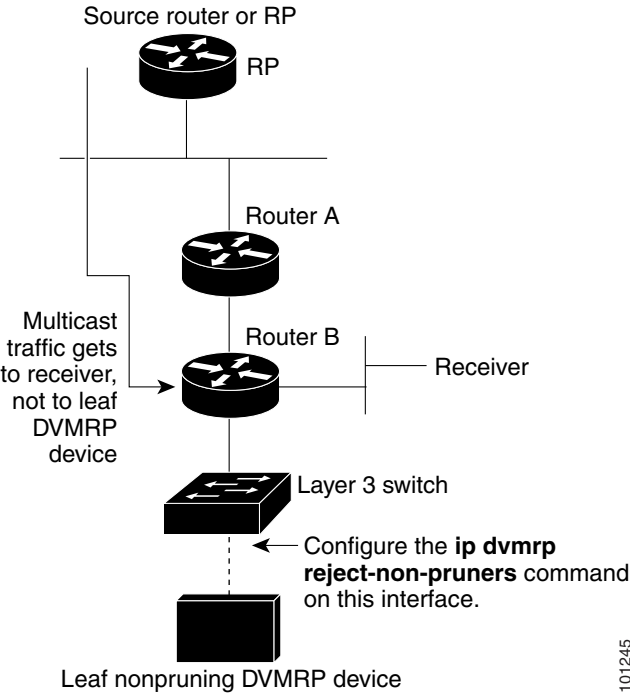 Source router or RP
RP
Router A
Router B
Multicast
traffic gets
to receiver,
not to leaf
DVMRP
device
Receiver
Layer 3 switch
Configure the ip dvmrp
reject-non-pruners command
on this interface.
Leaf nonpruning DVMRP device
101245